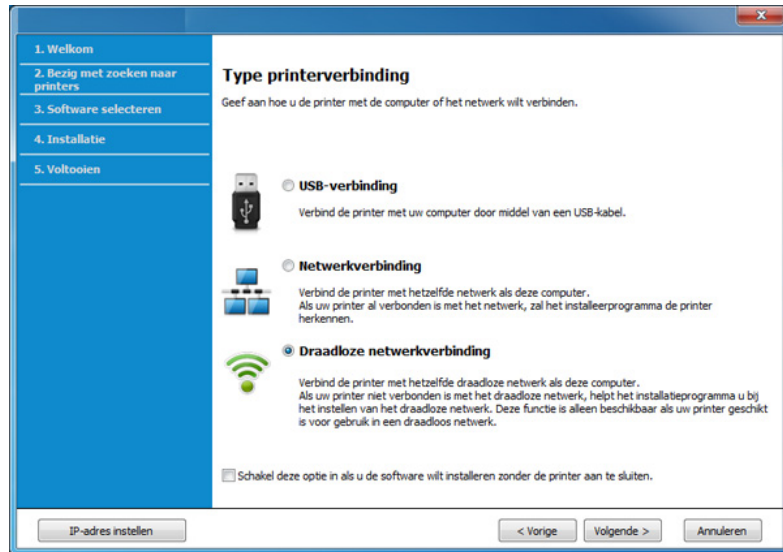 1. Welkom
2. Bezig met zoeken naar
printers
3. Software selecteren
4. Installatie
5. Voltooien
Type printerverbinding
Geef aan hoe u de printer met de computer of het netwerk wilt verbinden.
USB-verbinding
Verbind de printer met uw computer door middel van een USB-kabel.
Netwerkverbinding
Verbind de printer met hetzelfde netwerk als deze computer.
Als uw printer al verbonden is met het netwerk, zal het installeerprogramma de printer
herkennen.
Draadloze netwerkverbinding
Verbind de printer met hetzelfde draadloze netwerk als deze computer.
Als uw printer niet verbonden is met het draadloze netwerk, helpt het installatieprogramma u bij
het instellen van het draadloze netwerk. Deze functie is alleen beschikbaar als uw printer geschikt
is voor gebruik in een draadloos netwerk.
Schakel deze optie in als u de software wilt installeren zonder de printer aan te sluiten.
IP-adres instellen
< Vorige
Volgende >
Annuleren